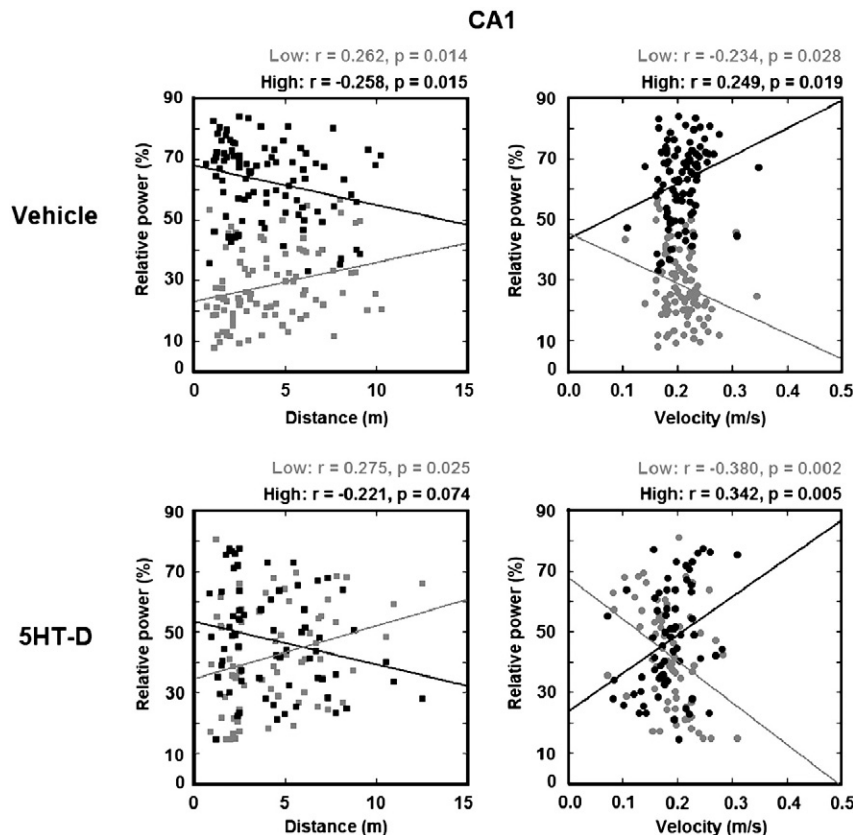 CA1
Low: r = 0.262, p = 0.014
High: r = -0.258, p = 0.015
Low: r = -0.234, p = 0.028
High: r = 0.249, p = 0.019
Vehicle
Relative power (%)
90
70
50
30
10
0
0
5
10
15
Distance (m)
Relative power (%)
90
70
50
30
10
0
0.0
0.1
0.2
0.3
0.4
0.5
Velocity (m/s)
Low: r = 0.275, p = 0.025
High: r = -0.221, p = 0.074
Low: r = -0.380, p = 0.002
High: r = 0.342, p = 0.005
5HT-D
Relative power (%)
90
70
50
30
10
0
0
5
10
15
Distance (m)
Relative power (%)
90
70
50
30
10
0
0.0
0.1
0.2
0.3
0.4
0.5
Velocity (m/s)